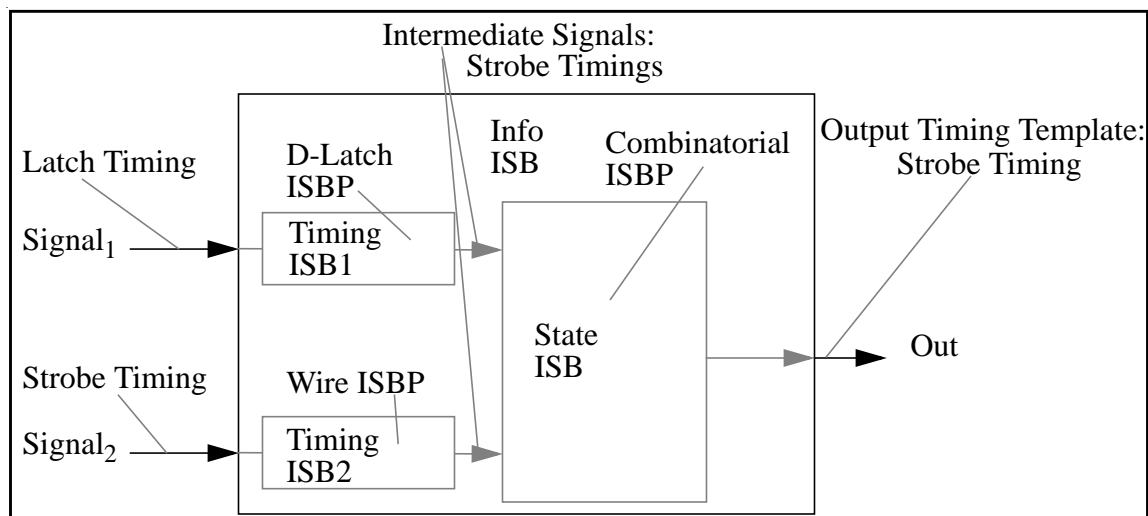 Intermediate Signals:
Strobe Timings
Info
ISB
Combinatorial
ISBP
Output Timing Template:
Strobe Timing
D-Latch
ISBP
Latch Timing
Signal1
Timing
ISB1
State
ISB
Out
Strobe Timing
Wire ISBP
Signal2
Timing
ISB2